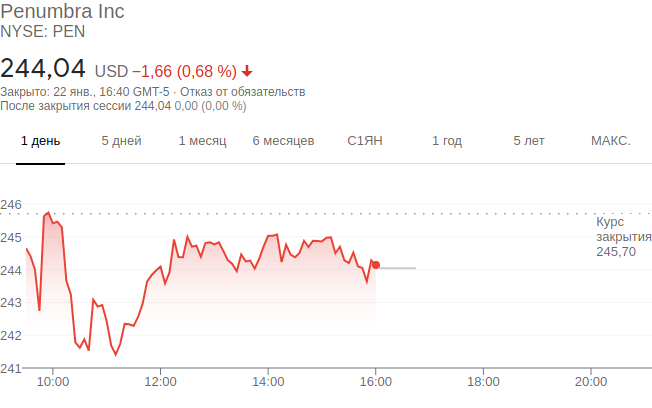 Penumbra Inc
NYSE: PEN
244,04 USD −1,66 (0,68 %)
Закрыто: 22 янв., 16:40 GMT-5 · Отказ от обязательств
После закрытия сессии 244,04 0,00 (0,00 %)
1 день 5 дней 1 месяц 6 месяцев С1ЯН 1 год 5 лет МАКС.
246
Курс
закрытия
245,70
245
244
243
242
241
10:00 12:00 14:00 16:00 18:00 20:00